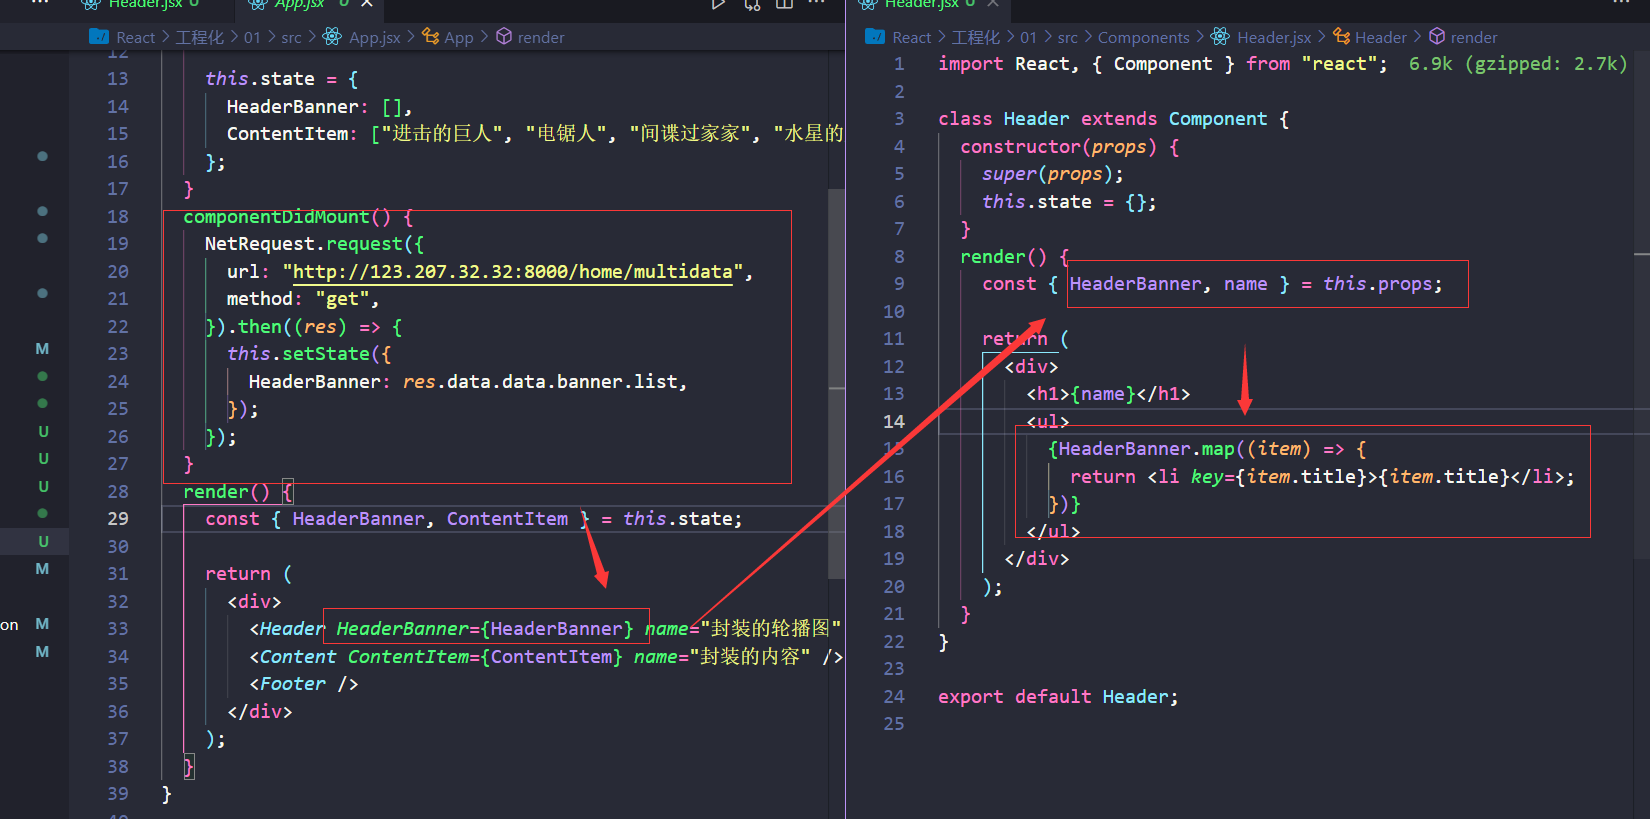 Header.jsx U
App.jsx U
React > 工程化 > 01 > src > App.jsx > App > render
12
13 this.state = {
14 HeaderBanner: [],
15 ContentItem: ["进击的巨人", "电锯人", "间谍过家家", "水星的
16 };
17 }
18 componentDidMount() {
19 NetRequest.request({
20 url: "http://123.207.32.32:8000/home/multidata",
21 method: "get",
22 }).then((res) => {
23 this.setState({
24 HeaderBanner: res.data.data.banner.list,
25 });
26 });
27 }
28 render() {
29 const { HeaderBanner, ContentItem } = this.state;
30
31 return (
32 <div>
33 <Header HeaderBanner={HeaderBanner} name="封装的轮播图"
34 <Content ContentItem={ContentItem} name="封装的内容" />
35 <Footer />
36 </div>
37 );
38 }
39 }
40
M
U
U
U
U
M
on M
M
Header.jsx U
React > 工程化 > 01 > src > Components > Header.jsx > Header > render
1 import React, { Component } from "react"; 6.9k (gzipped: 2.7k)
2
3 class Header extends Component {
4 constructor(props) {
5 super(props);
6 this.state = {};
7 }
8 render() {
9 const { HeaderBanner, name } = this.props;
10
11 return (
12 <div>
13 <h1>{name}</h1>
14 <ul>
15 {HeaderBanner.map((item) => {
16 return <li key={item.title}>{item.title}</li>;
17 })}
18 </ul>
19 </div>
20 );
21 }
22 }
23
24 export default Header;
25